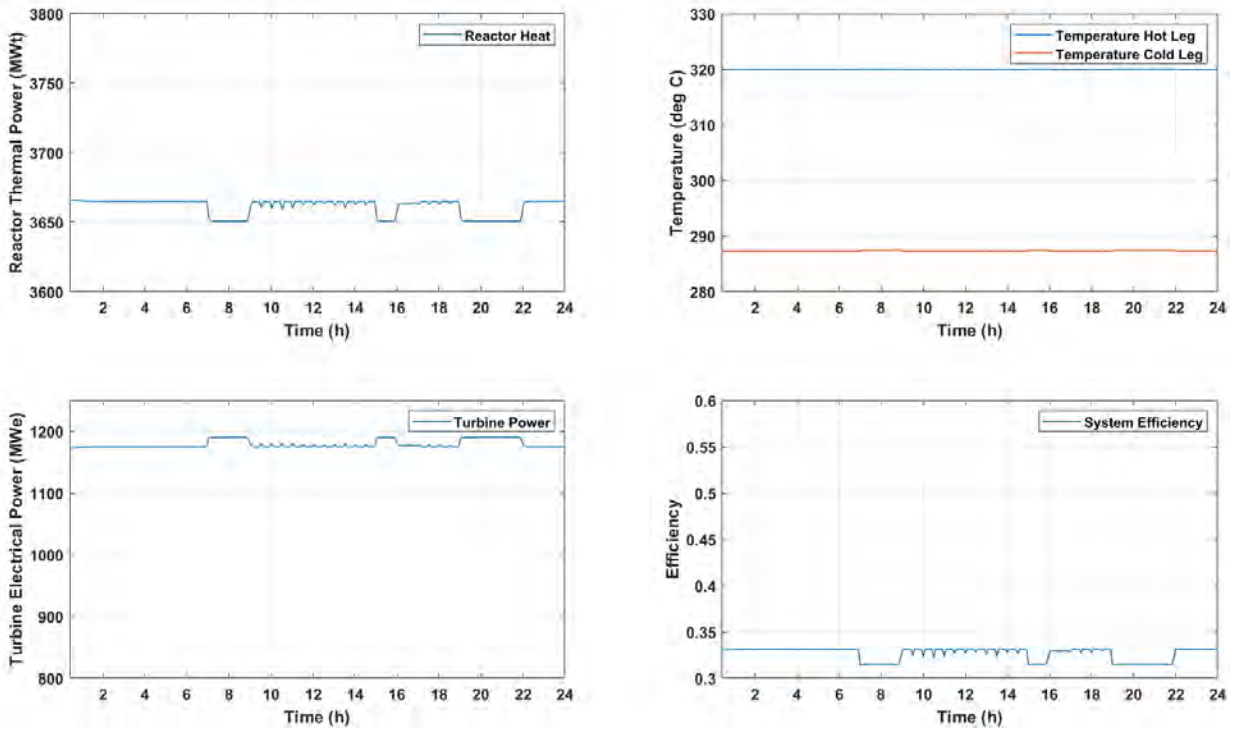 3800
3750
3700
3650
3600
Reactor Thermal Power (MWt)
Reactor Heat
2 4 6 8 10 12 14 16 18 20 22 24
Time (h)
330
320
310
300
290
280
Temperature (deg C)
Temperature Hot Leg
Temperature Cold Leg
2 4 6 8 10 12 14 16 18 20 22 24
Time (h)
1200
1100
1000
900
800
Turbine Electrical Power (MWe)
Turbine Power
2 4 6 8 10 12 14 16 18 20 22 24
Time (h)
0.6
0.55
0.5
0.45
0.4
0.35
0.3
Efficiency
System Efficiency
2 4 6 8 10 12 14 16 18 20 22 24
Time (h)